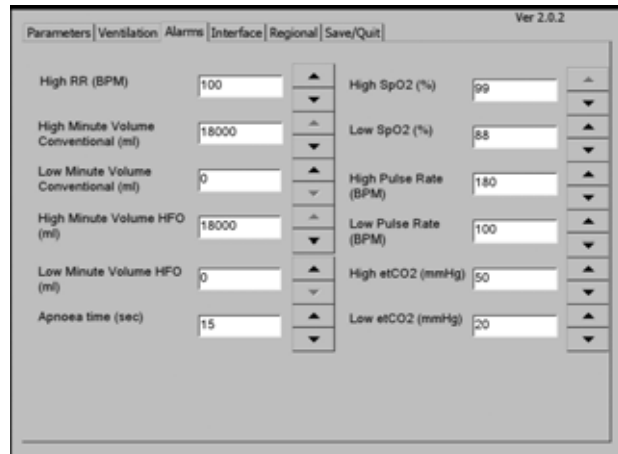 Ver 2.0.2
Parameters Ventilation Alarms Interface Regional Save/Quit
High RR (BPM) 100
High Minute Volume
Conventional (ml) 18000
Low Minute Volume
Conventional (ml) 0
High Minute Volume HFO
(ml) 18000
Low Minute Volume HFO
(ml) 0
Apnoea time (sec) 15
High SpO2 (%) 99
Low SpO2 (%) 88
High Pulse Rate
(BPM) 180
Low Pulse Rate
(BPM) 100
High etCO2 (mmHg) 50
Low etCO2 (mmHg) 20